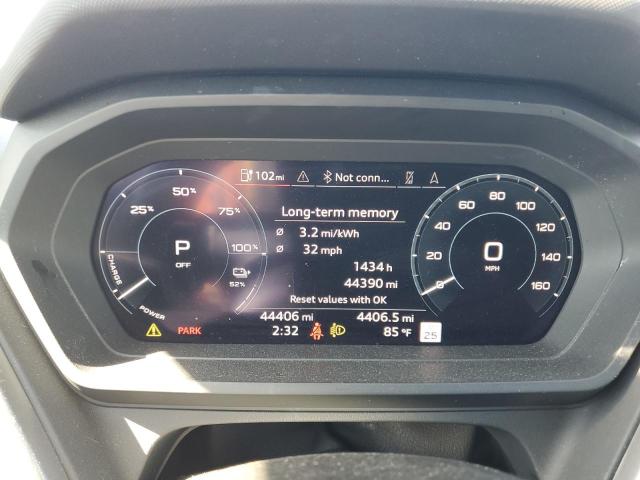 102mi Not conn...
50%
25% 75%
100%
P
OFF
52%
CHARGE
POWER
Long-term memory
Ø 3.2 mi/kWh
Ø 32 mph
1434 h
44390 mi
Reset values with OK
0 20 40 60 80 100 120 140 160
0
MPH
44406 mi 4406.5 mi
PARK 2:32 85 °F 25